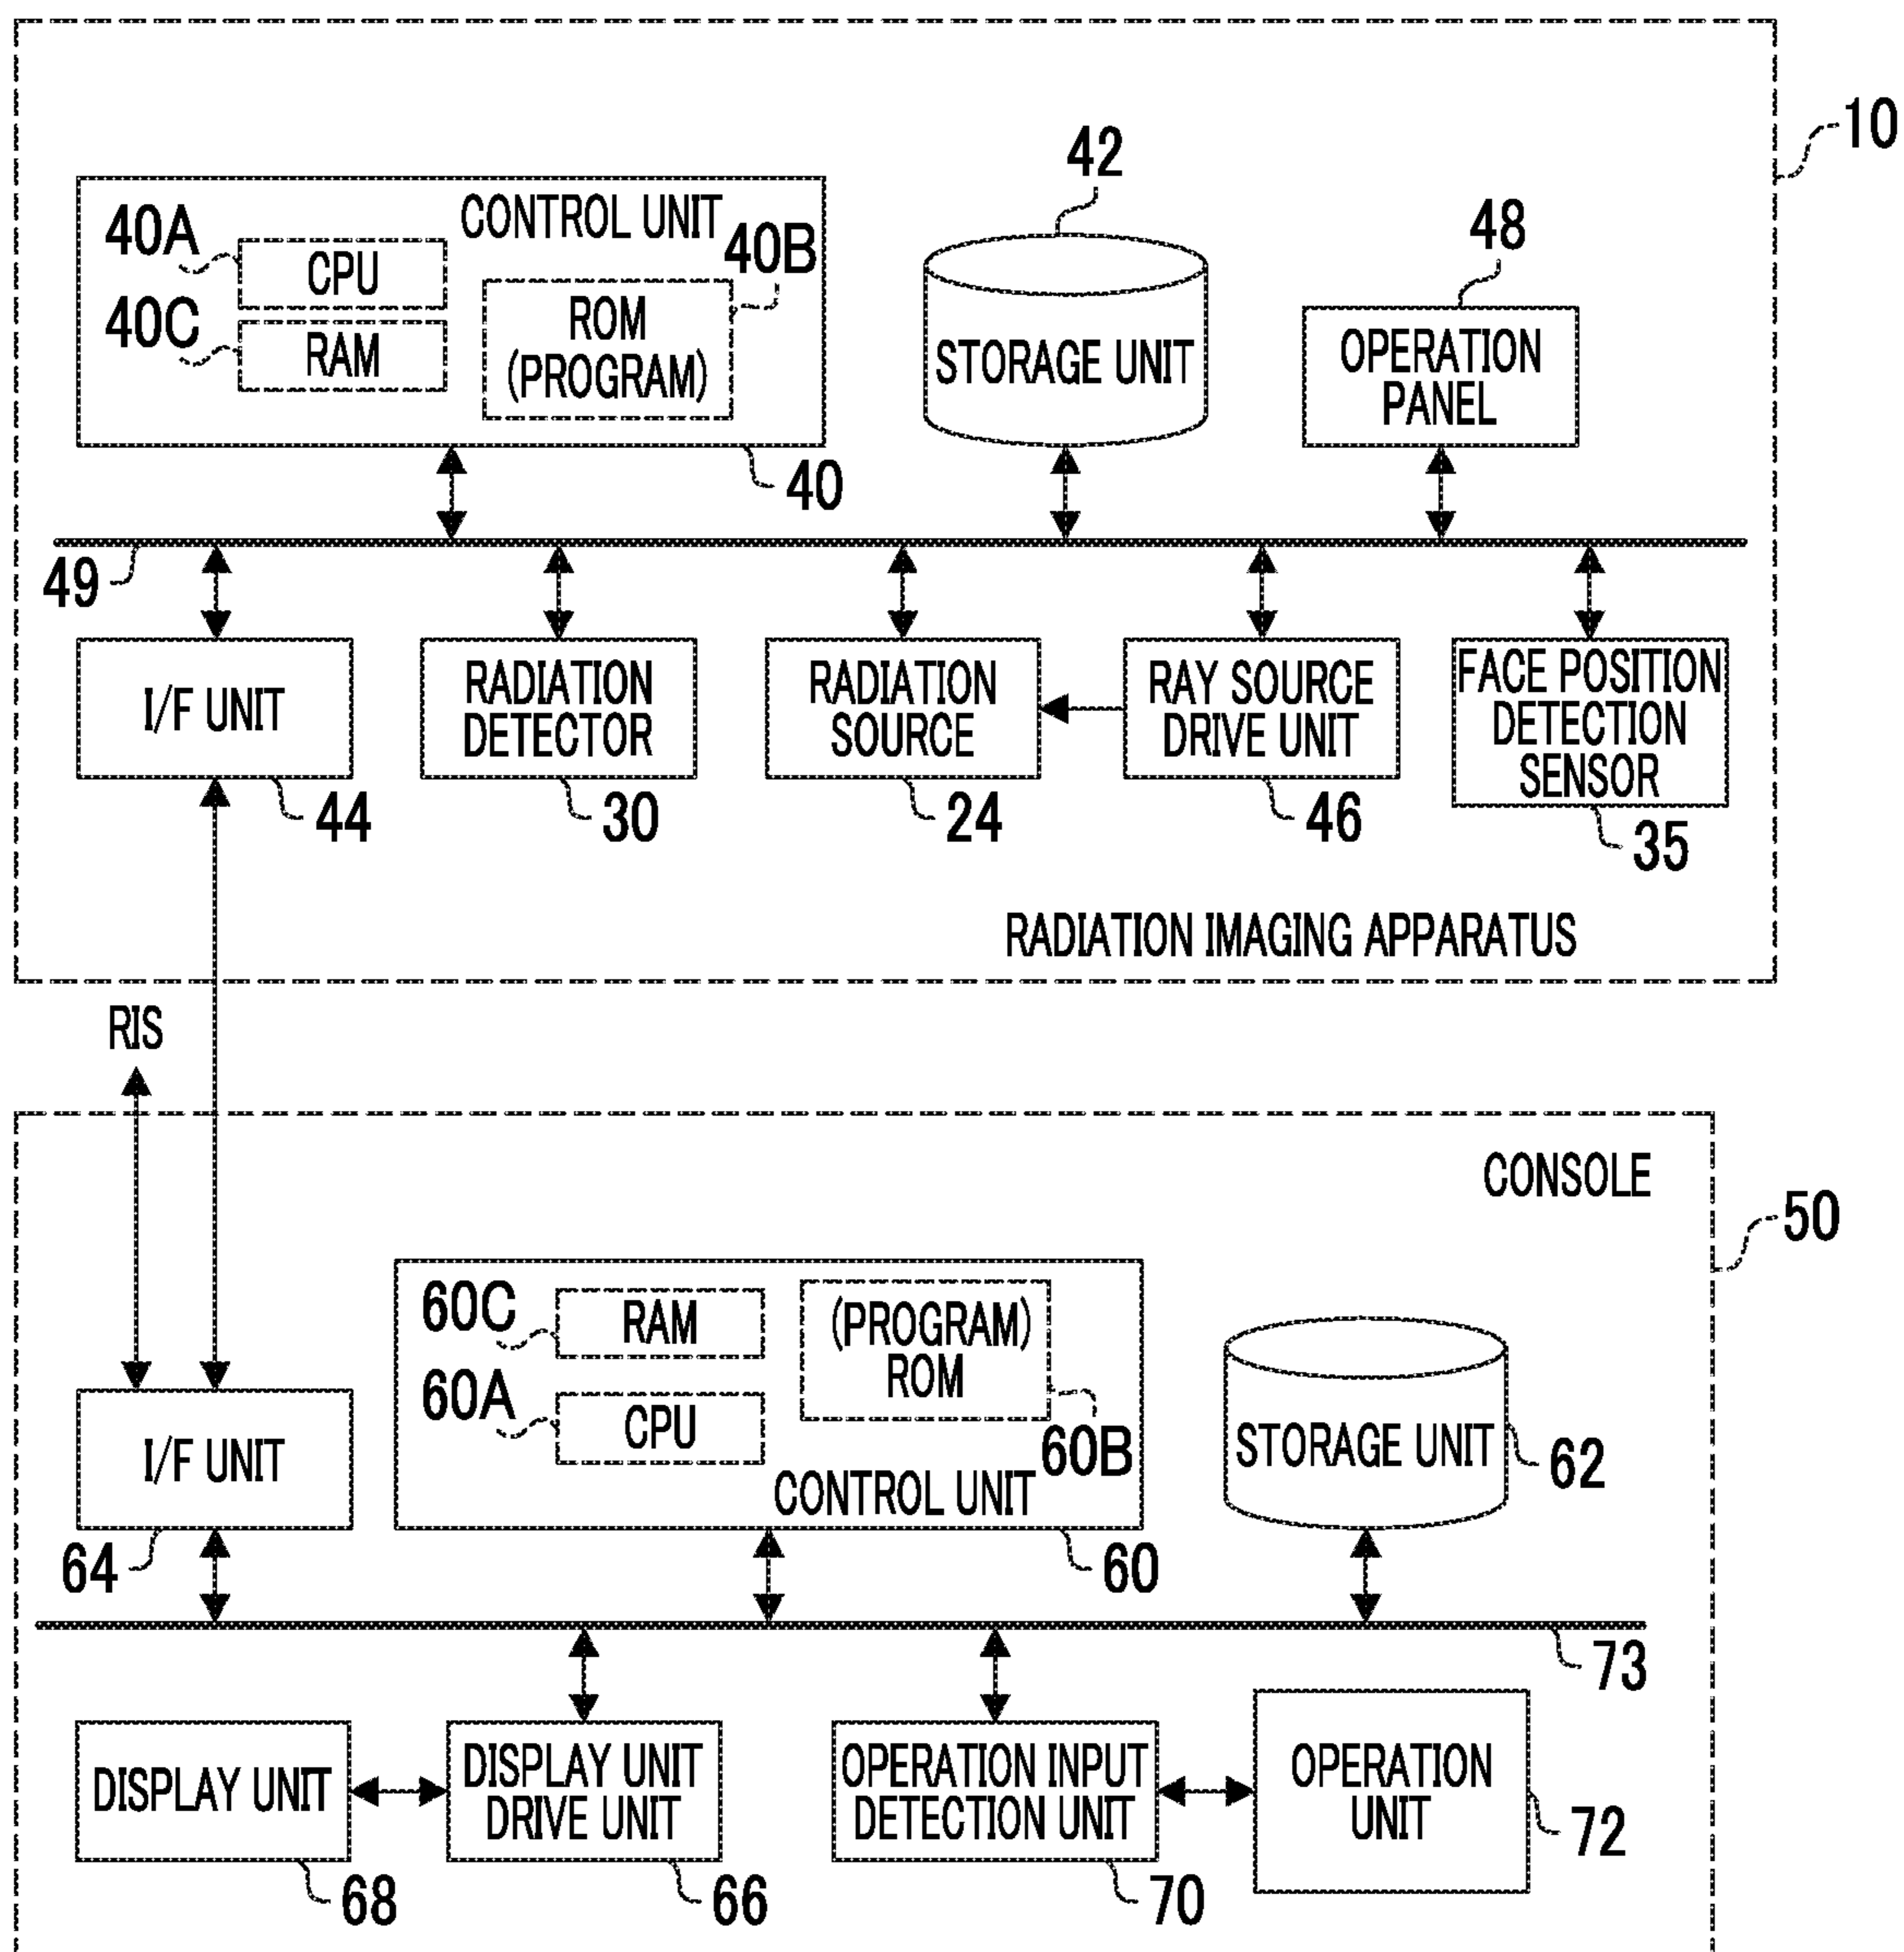 10
42
48
CONTROL UNIT
40A
CPU
40B
40C
RAM
ROM
(PROGRAM)
STORAGE UNIT
OPERATION
PANEL
40
49
I/F UNIT
RADIATION
DETECTOR
RADIATION
SOURCE
RAY SOURCE
DRIVE UNIT
FACE POSITION
DETECTION
SENSOR
44
30
24
46
35
RADIATION IMAGING APPARATUS
RIS
CONSOLE
50
60C
RAM
(PROGRAM)
ROM
60A
CPU
60B
CONTROL UNIT
I/F UNIT
STORAGE UNIT
62
64
60
73
DISPLAY UNIT
DISPLAY UNIT
DRIVE UNIT
OPERATION INPUT
DETECTION UNIT
OPERATION
UNIT
72
68
66
70